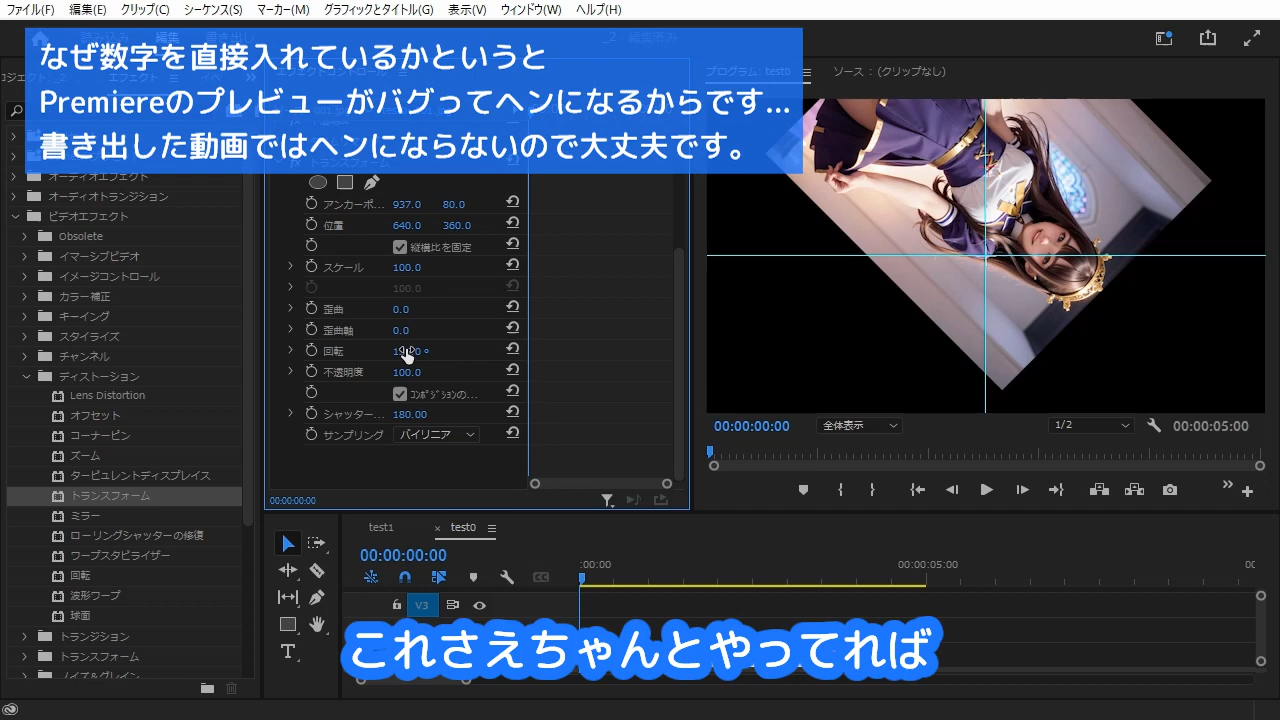 ファイル(F) 編集(E) クリップ(C) シーケンス(S) マーカー(M) グラフィックとタイトル(G) 表示(V) ウィンドウ(W) ヘルプ(H)
なぜ数字を直接入れているかというと
Premiereのプレビューがバグってヘンになるからです...
書き出した動画ではヘンにならないので大丈夫です。
プログラム: test0
ソース：(クリップなし)
オーディオエフェクト
オーディオトランジション
ビデオエフェクト
Obsolete
イマーシブビデオ
イメージコントロール
カラー補正
キーイング
スタイライズ
チャンネル
ディストーション
Lens Distortion
オフセット
コーナーピン
ズーム
タービュレントディスプレイス
トランスフォーム
ミラー
ローリングシャッターの修復
ワープスタビライザー
回転
波形ワープ
球面
トランジション
トランスフォーム
ノイズ&グレイン
アンカーポ... 937.0 80.0
位置 640.0 360.0
縦横比を固定
スケール 100.0
100.0
歪曲 0.0
歪曲軸 0.0
回転
不透明度 100.0
コンポジションの...
シャッター... 180.00
サンプリング バイリニア
00:00:00:00
00:00:00:00 全体表示 1/2 00:00:05:00
test1 × test0
00:00:00:00
:00:00 00:00:05:00 00
V3
これさえちゃんとやってれば